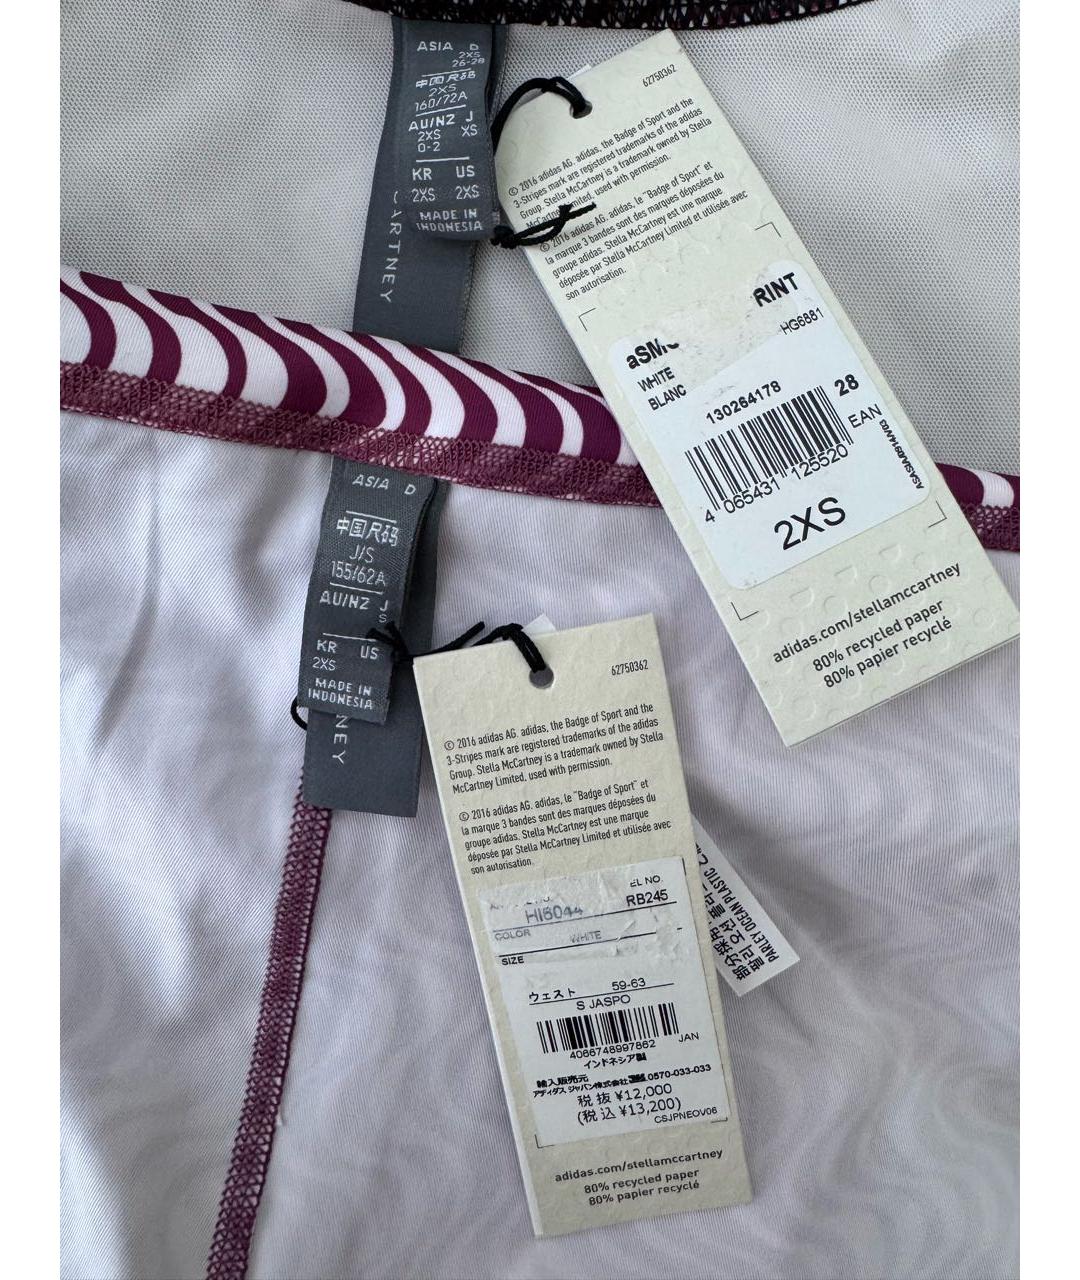 ASIA D
2XS
26-28
中国尺码
2XS
160/72A
AU/NZ J
2XS XS
0-2
KR US
2XS 2XS
MADE IN
INDONESIA
ARTNEY
62750362
© 2016 adidas AG. adidas, the Badge of Sport and the
3-Stripes mark are registered trademarks of the adidas
Group. Stella McCartney is a trademark owned by Stella
McCartney Limited, used with permission.
© 2016 adidas AG. adidas, le "Badge of Sport" et
la marque 3 bandes sont des marques déposées du
groupe adidas. Stella McCartney est une marque
déposée par Stella McCartney Limited et utilisée avec
son autorisation.
RINT
HG6881
WHITE
BLANC
130264178
28
EAN
4 065431 125520
2XS
adidas.com/stellamccartney
80% recycled paper
80% papier recyclé
ASIA D
中国尺码
J/S
155/62A
AU/NZ J
S
KR US
2XS
MADE IN
INDONESIA
NEY
62750362
© 2016 adidas AG. adidas, the Badge of Sport and the
3-Stripes mark are registered trademarks of the adidas
Group. Stella McCartney is a trademark owned by Stella
McCartney Limited, used with permission.
© 2016 adidas AG. adidas, le "Badge of Sport" et
la marque 3 bandes sont des marques déposées du
groupe adidas. Stella McCartney est une marque
déposée par Stella McCartney Limited et utilisée avec
son autorisation.
EL NO.
HI6044 RB245
COLOR WHITE
SIZE
ウェスト 59-63
S JASPO
4066748997862 JAN
インドネシア製
輸入販売元
アディダス ジャパン株式会社 0570-033-033
税抜 ¥12,000
(税込 ¥13,200)
CSJPNEOV06
adidas.com/stellamccartney
80% recycled paper
80% papier recyclé
PARLEY OCEAN PLASTIC